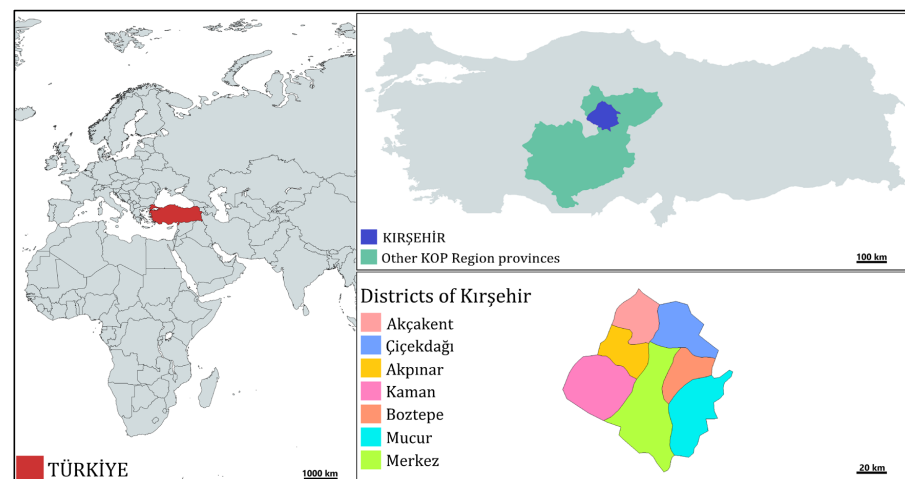 TÜRKİYE
1000 km
KIRŞEHİR
Other KOP Region provinces
100 km
Districts of Kırşehir
Akçakent
Çiçekdağı
Akpınar
Kaman
Boztepe
Mucur
Merkez
20 km